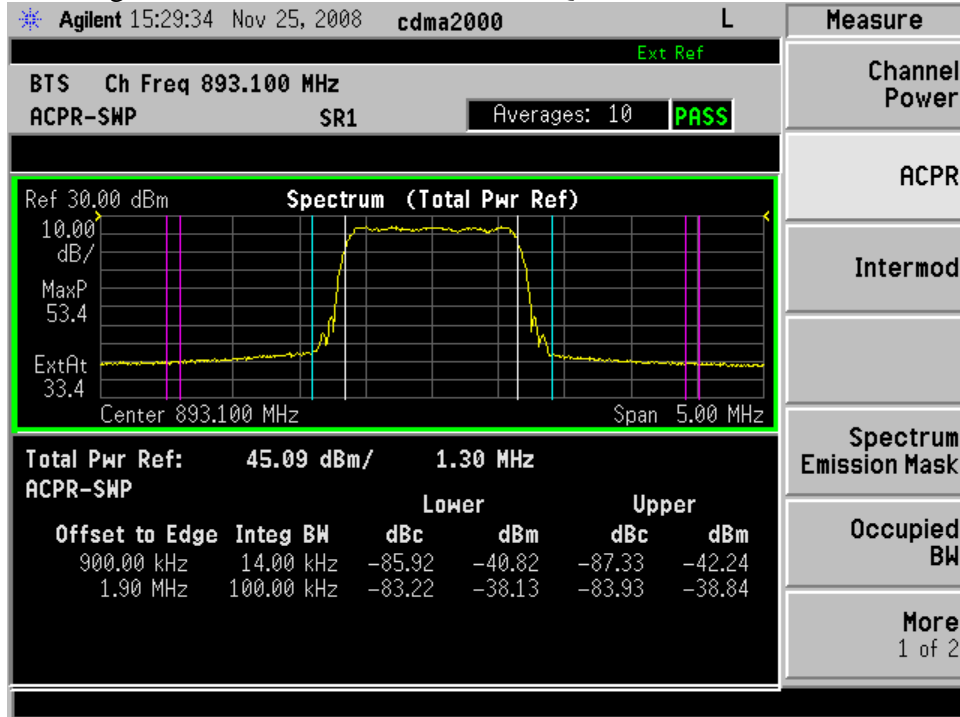 Agilent 15:29:34 Nov 25, 2008 cdma2000 L
Ext Ref
BTS Ch Freq 893.100 MHz
ACPR-SWP SR1 Averages: 10 PASS
Ref 30.00 dBm Spectrum (Total Pwr Ref)
10.00
dB/
MaxP
53.4
ExtAt
33.4
Center 893.100 MHz Span 5.00 MHz
Total Pwr Ref: 45.09 dBm/ 1.30 MHz
ACPR-SWP
Lower Upper
Offset to Edge Integ BW dBc dBm dBc dBm
900.00 kHz 14.00 kHz -85.92 -40.82 -87.33 -42.24
1.90 MHz 100.00 kHz -83.22 -38.13 -83.93 -38.84
Measure
Channel
Power
ACPR
Intermod
Spectrum
Emission Mask
Occupied
BW
More
1 of 2